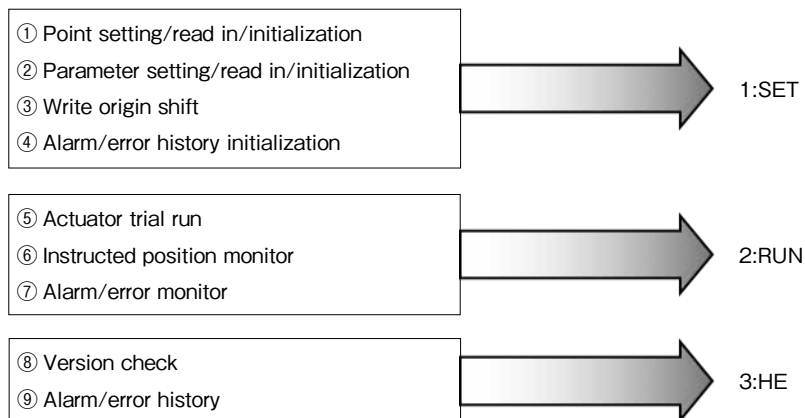 ① Point setting/read in/initialization
② Parameter setting/read in/initialization
③ Write origin shift
④ Alarm/error history initialization
1:SET
⑤ Actuator trial run
⑥ Instructed position monitor
⑦ Alarm/error monitor
2:RUN
⑧ Version check
⑨ Alarm/error history
3:HE